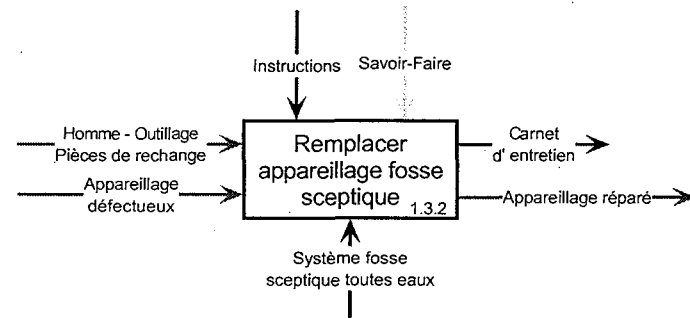 Instructions
Savoir-Faire
Homme - Outillage
Pièces de rechange
Appareillage
défectueux
Remplacer
appareillage fosse
sceptique
1.3.2
Carnet
d' entretien
Appareillage réparé
Système fosse
sceptique toutes eaux